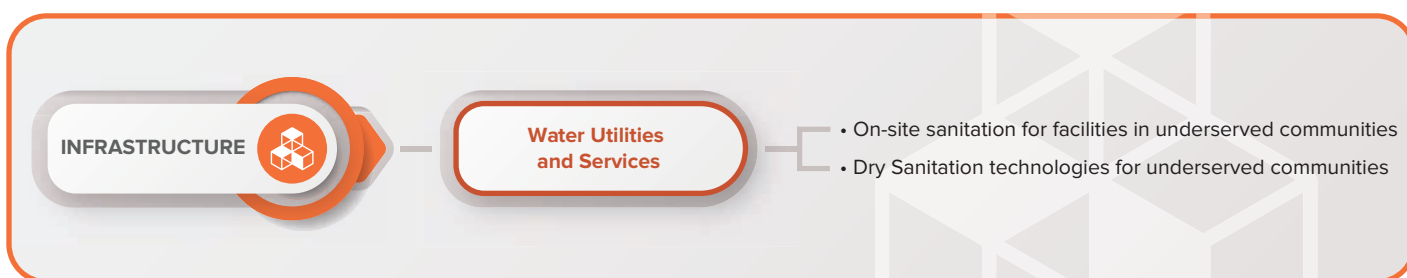 INFRASTRUCTURE
Water Utilities
and Services
• On-site sanitation for facilities in underserved communities
• Dry Sanitation technologies for underserved communities